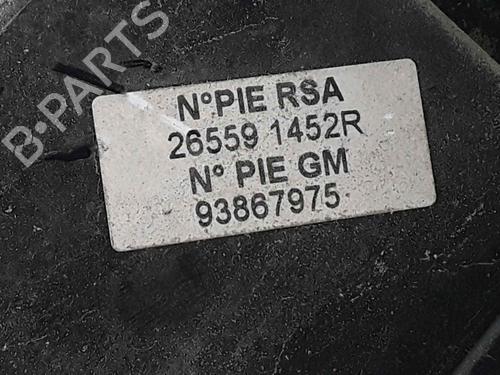 B-PARTS
N°PIE RSA
26559 1452R
N° PIE GM
93867975